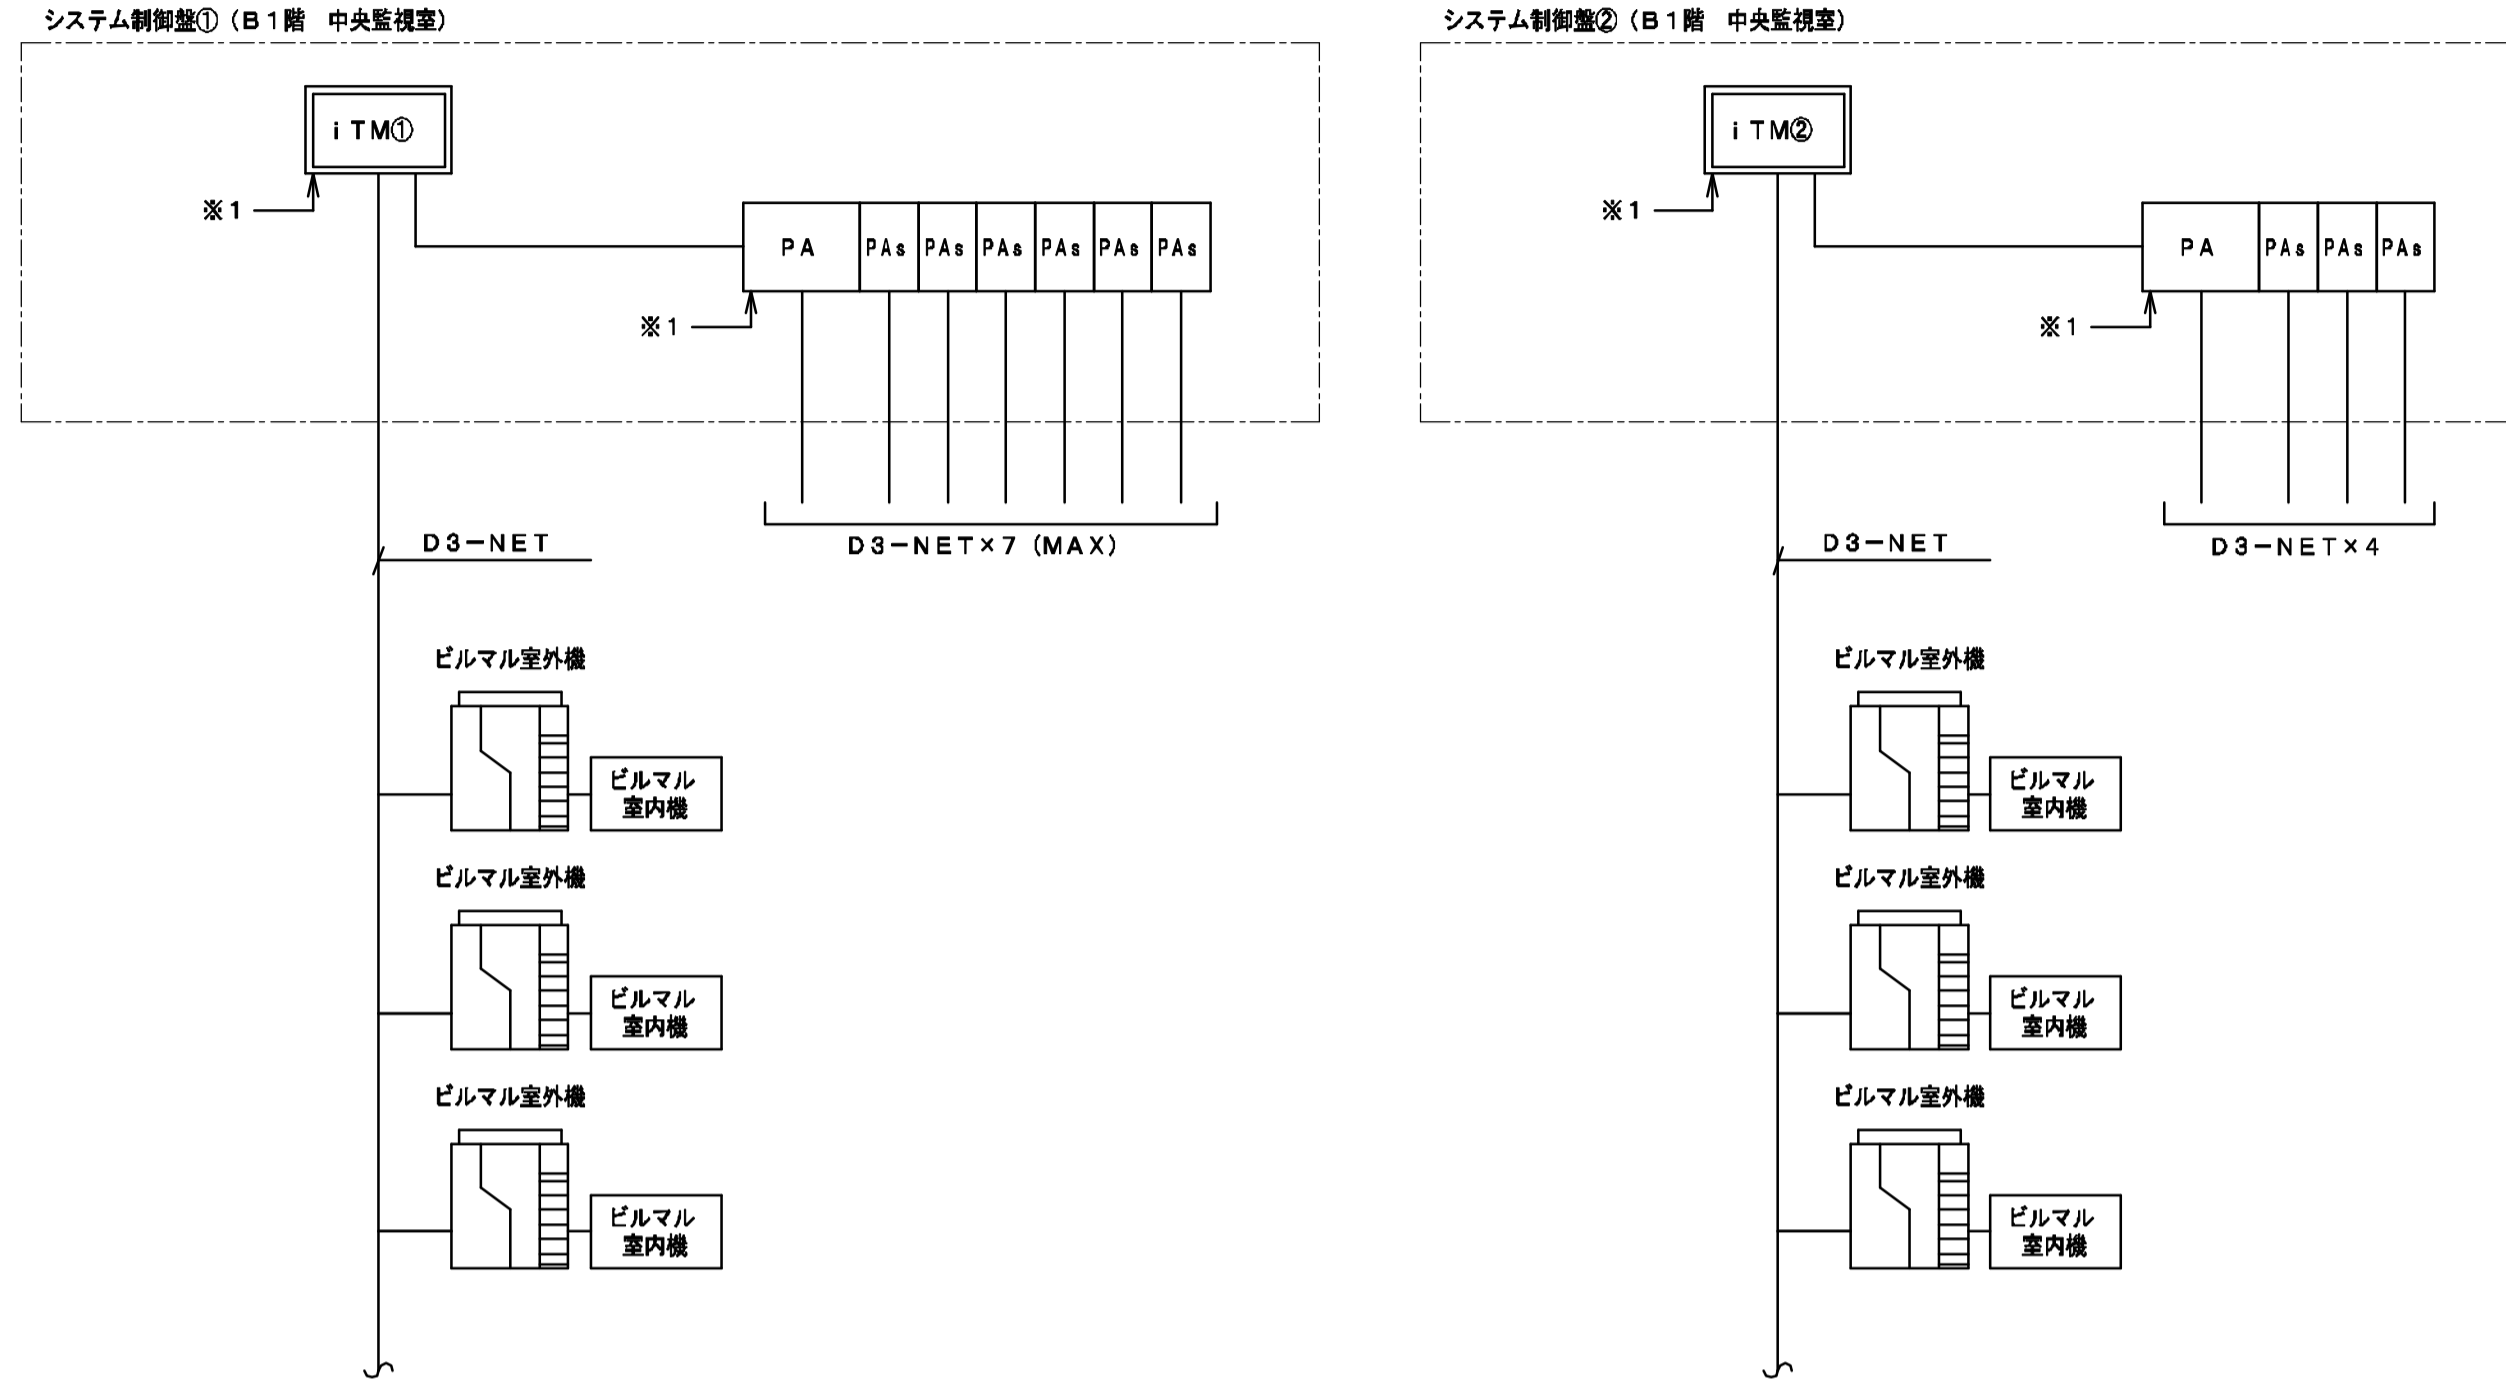 システム制御盤①（B1階　中央監視室）
iTM①
※1
PA
PAs
PAs
PAs
PAs
PAs
PAs
※1
D3-NET
D3-NET×7（MAX）
ビルマル室外機
ビルマル
室内機
ビルマル室外機
ビルマル
室内機
ビルマル室外機
ビルマル
室内機
システム制御盤②（B1階　中央監視室）
iTM②
※1
PA
PAs
PAs
PAs
※1
D3-NET
D3-NET×4
ビルマル室外機
ビルマル
室内機
ビルマル室外機
ビルマル
室内機
ビルマル室外機
ビルマル
室内機